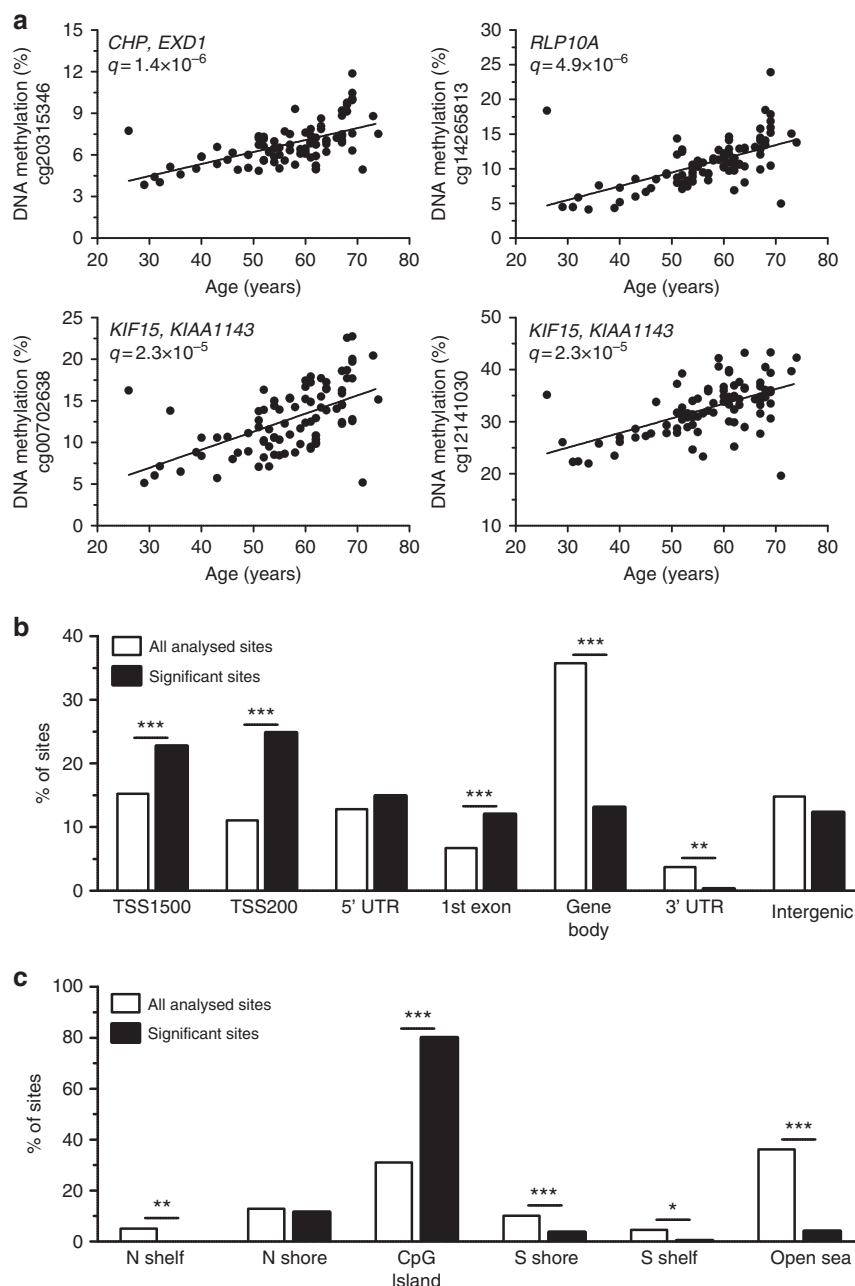 a
CHP, EXD1
q=1.4×10⁻⁶
DNA methylation (%)
cg20315346
15
12
9
6
3
0
20 30 40 50 60 70 80
Age (years)
RLP10A
q=4.9×10⁻⁶
DNA methylation (%)
cg14265813
30
25
20
15
10
5
0
20 30 40 50 60 70 80
Age (years)
KIF15, KIAA1143
q=2.3×10⁻⁵
DNA methylation (%)
cg00702638
25
20
15
10
5
0
20 30 40 50 60 70 80
Age (years)
KIF15, KIAA1143
q=2.3×10⁻⁵
DNA methylation (%)
cg12141030
50
40
30
20
10
20 30 40 50 60 70 80
Age (years)
b
All analysed sites
Significant sites
% of sites
40
30
20
10
0
*** *** *** *** **
TSS1500 TSS200 5' UTR 1st exon Gene body 3' UTR Intergenic
c
All analysed sites
Significant sites
% of sites
100
80
60
40
20
0
** *** *** * ***
N shelf N shore CpG Island S shore S shelf Open sea